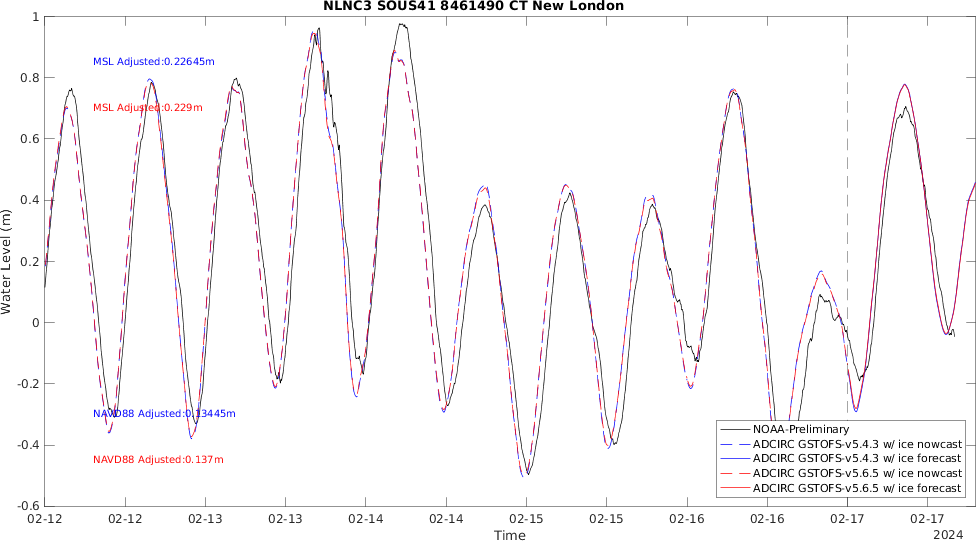 NLNC3 SOUS41 8461490 CT New London
1
0.8
0.6
0.4
0.2
0
-0.2
-0.4
-0.6
Water Level (m)
MSL Adjusted:0.22645m
MSL Adjusted:0.229m
NAVD88 Adjusted:0.13445m
NAVD88 Adjusted:0.137m
NOAA-Preliminary
ADCIRC GSTOFS-v5.4.3 w/ ice nowcast
ADCIRC GSTOFS-v5.4.3 w/ ice forecast
ADCIRC GSTOFS-v5.6.5 w/ ice nowcast
ADCIRC GSTOFS-v5.6.5 w/ ice forecast
02-12 02-12 02-13 02-13 02-14 02-14 02-15 02-15 02-16 02-16 02-17 02-17
Time
2024